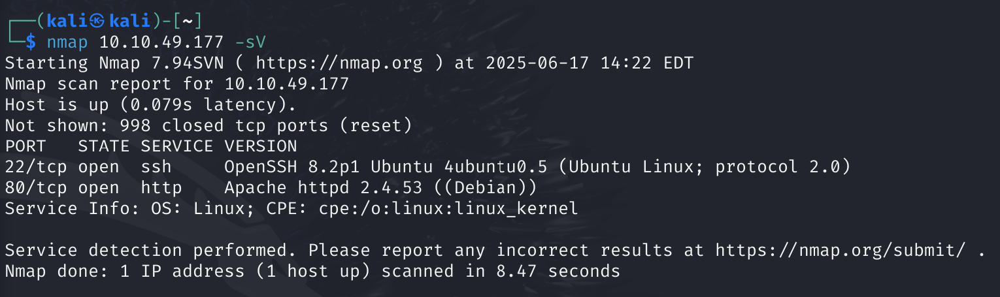 ┌──(kali㉿kali)-[~]
└─$ nmap 10.10.49.177 -sV
Starting Nmap 7.94SVN ( https://nmap.org ) at 2025-06-17 14:22 EDT
Nmap scan report for 10.10.49.177
Host is up (0.079s latency).
Not shown: 998 closed tcp ports (reset)
PORT   STATE SERVICE VERSION
22/tcp open  ssh     OpenSSH 8.2p1 Ubuntu 4ubuntu0.5 (Ubuntu Linux; protocol 2.0)
80/tcp open  http    Apache httpd 2.4.53 ((Debian))
Service Info: OS: Linux; CPE: cpe:/o:linux:linux_kernel

Service detection performed. Please report any incorrect results at https://nmap.org/submit/ .
Nmap done: 1 IP address (1 host up) scanned in 8.47 seconds